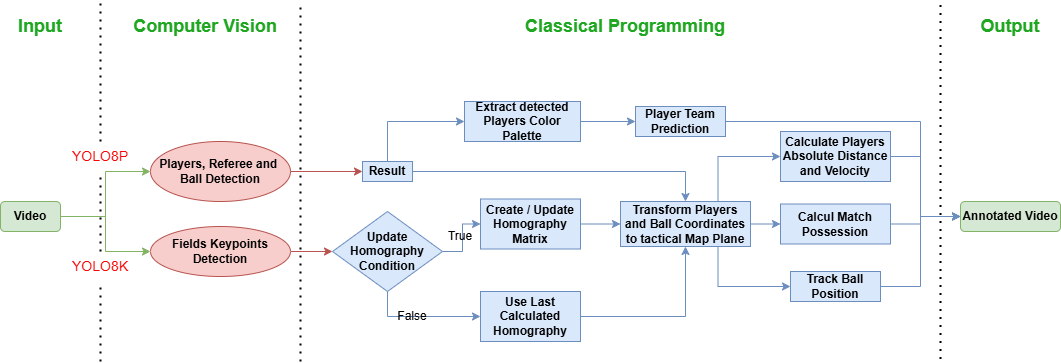 Input
Computer Vision
Classical Programming
Output
Extract detected
Players Color
Palette
Player Team
Prediction
YOLO8P
Players, Referee and
Ball Detection
Result
Calculate Players
Absolute Distance
and Velocity
Video
Create / Update
Homography
Matrix
Transform Players
and Ball Coordinates
to tactical Map Plane
Calcul Match
Possession
Annotated Video
Fields Keypoints
Detection
YOLO8K
Update
Homography
Condition
True
Track Ball
Position
False
Use Last
Calculated
Homography